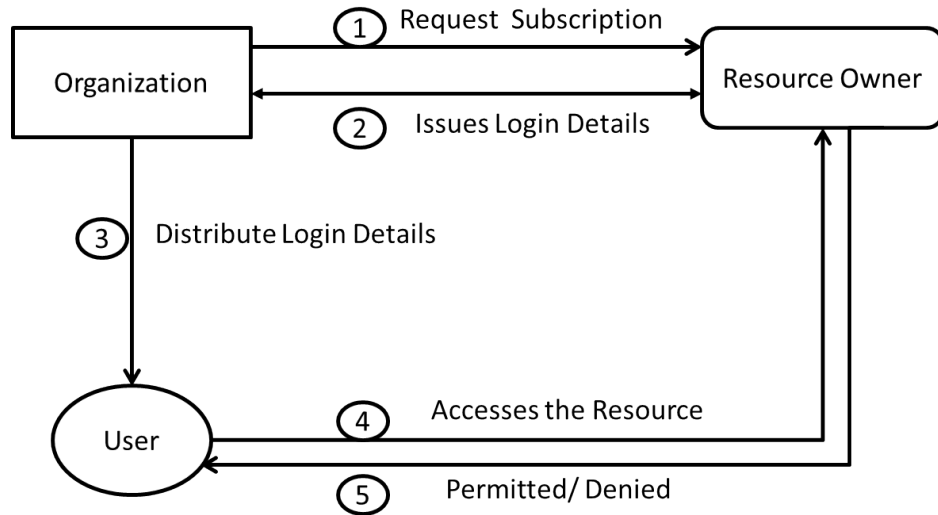 1 Request Subscription
Organization
Resource Owner
2 Issues Login Details
3 Distribute Login Details
User
4 Accesses the Resource
5 Permitted/ Denied